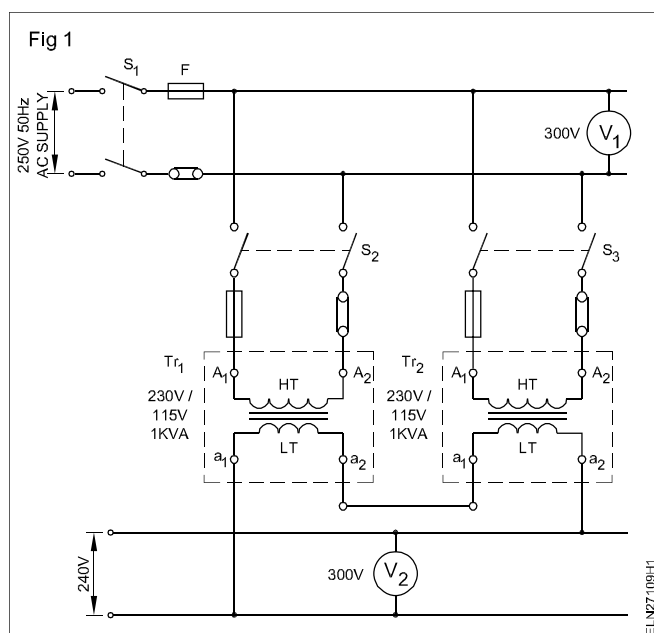 Fig 1
S1
F
250V 50Hz
AC SUPPLY
300V
V1
S2
S3
Tr1
230V /
115V
1KVA
A1
A2
HT
LT
a1
a2
Tr2
230V /
115V
1KVA
A1
A2
HT
LT
a1
a2
240V
300V
V2
ELN27109H1